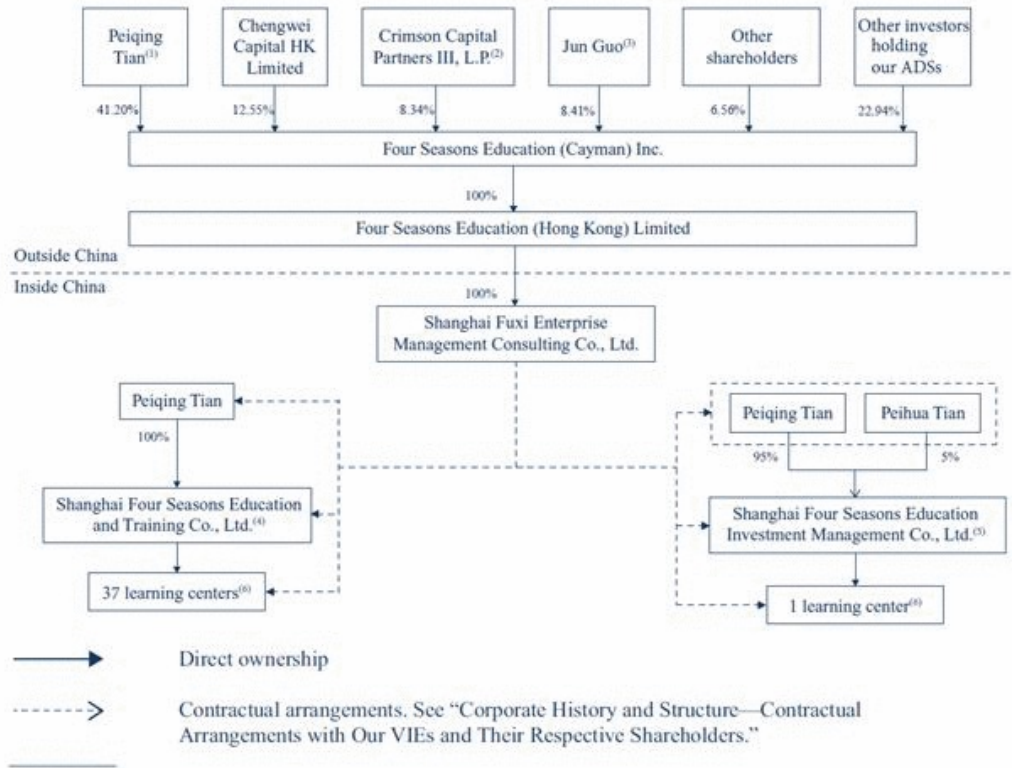 Peiqing
Tian(1)
Chengwei
Capital HK
Limited
Crimson Capital
Partners III, L.P.(2)
Jun Guo(3)
Other
shareholders
Other investors
holding
our ADSs
41.20%
12.55%
8.34%
8.41%
6.56%
22.94%
Four Seasons Education (Cayman) Inc.
100%
Four Seasons Education (Hong Kong) Limited
Outside China
Inside China
100%
Shanghai Fuxi Enterprise
Management Consulting Co., Ltd.
Peiqing Tian
100%
Shanghai Four Seasons Education
and Training Co., Ltd.(4)
37 learning centers(6)
Peiqing Tian
Peihua Tian
95%
5%
Shanghai Four Seasons Education
Investment Management Co., Ltd.(5)
1 learning center(6)
Direct ownership
Contractual arrangements. See “Corporate History and Structure—Contractual
Arrangements with Our VIEs and Their Respective Shareholders.”